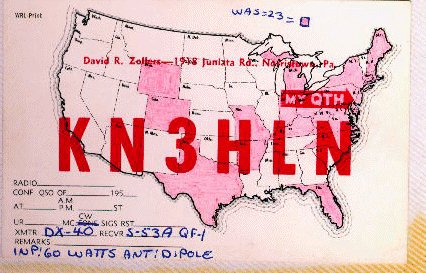 WRL Print
WAS=23=
David R. Zollers—1918 Juniata Rd., Norristown, Pa.
MY QTH
KN3HLN
RADIO
CONF. QSO OF 195
AT A.M. P.M. ST
UR MC CW FONE SIGS RST
XMTR DX-40 RECVR S-53A QF-1
REMARKS
INP: 60 WATTS ANT: DIPOLE